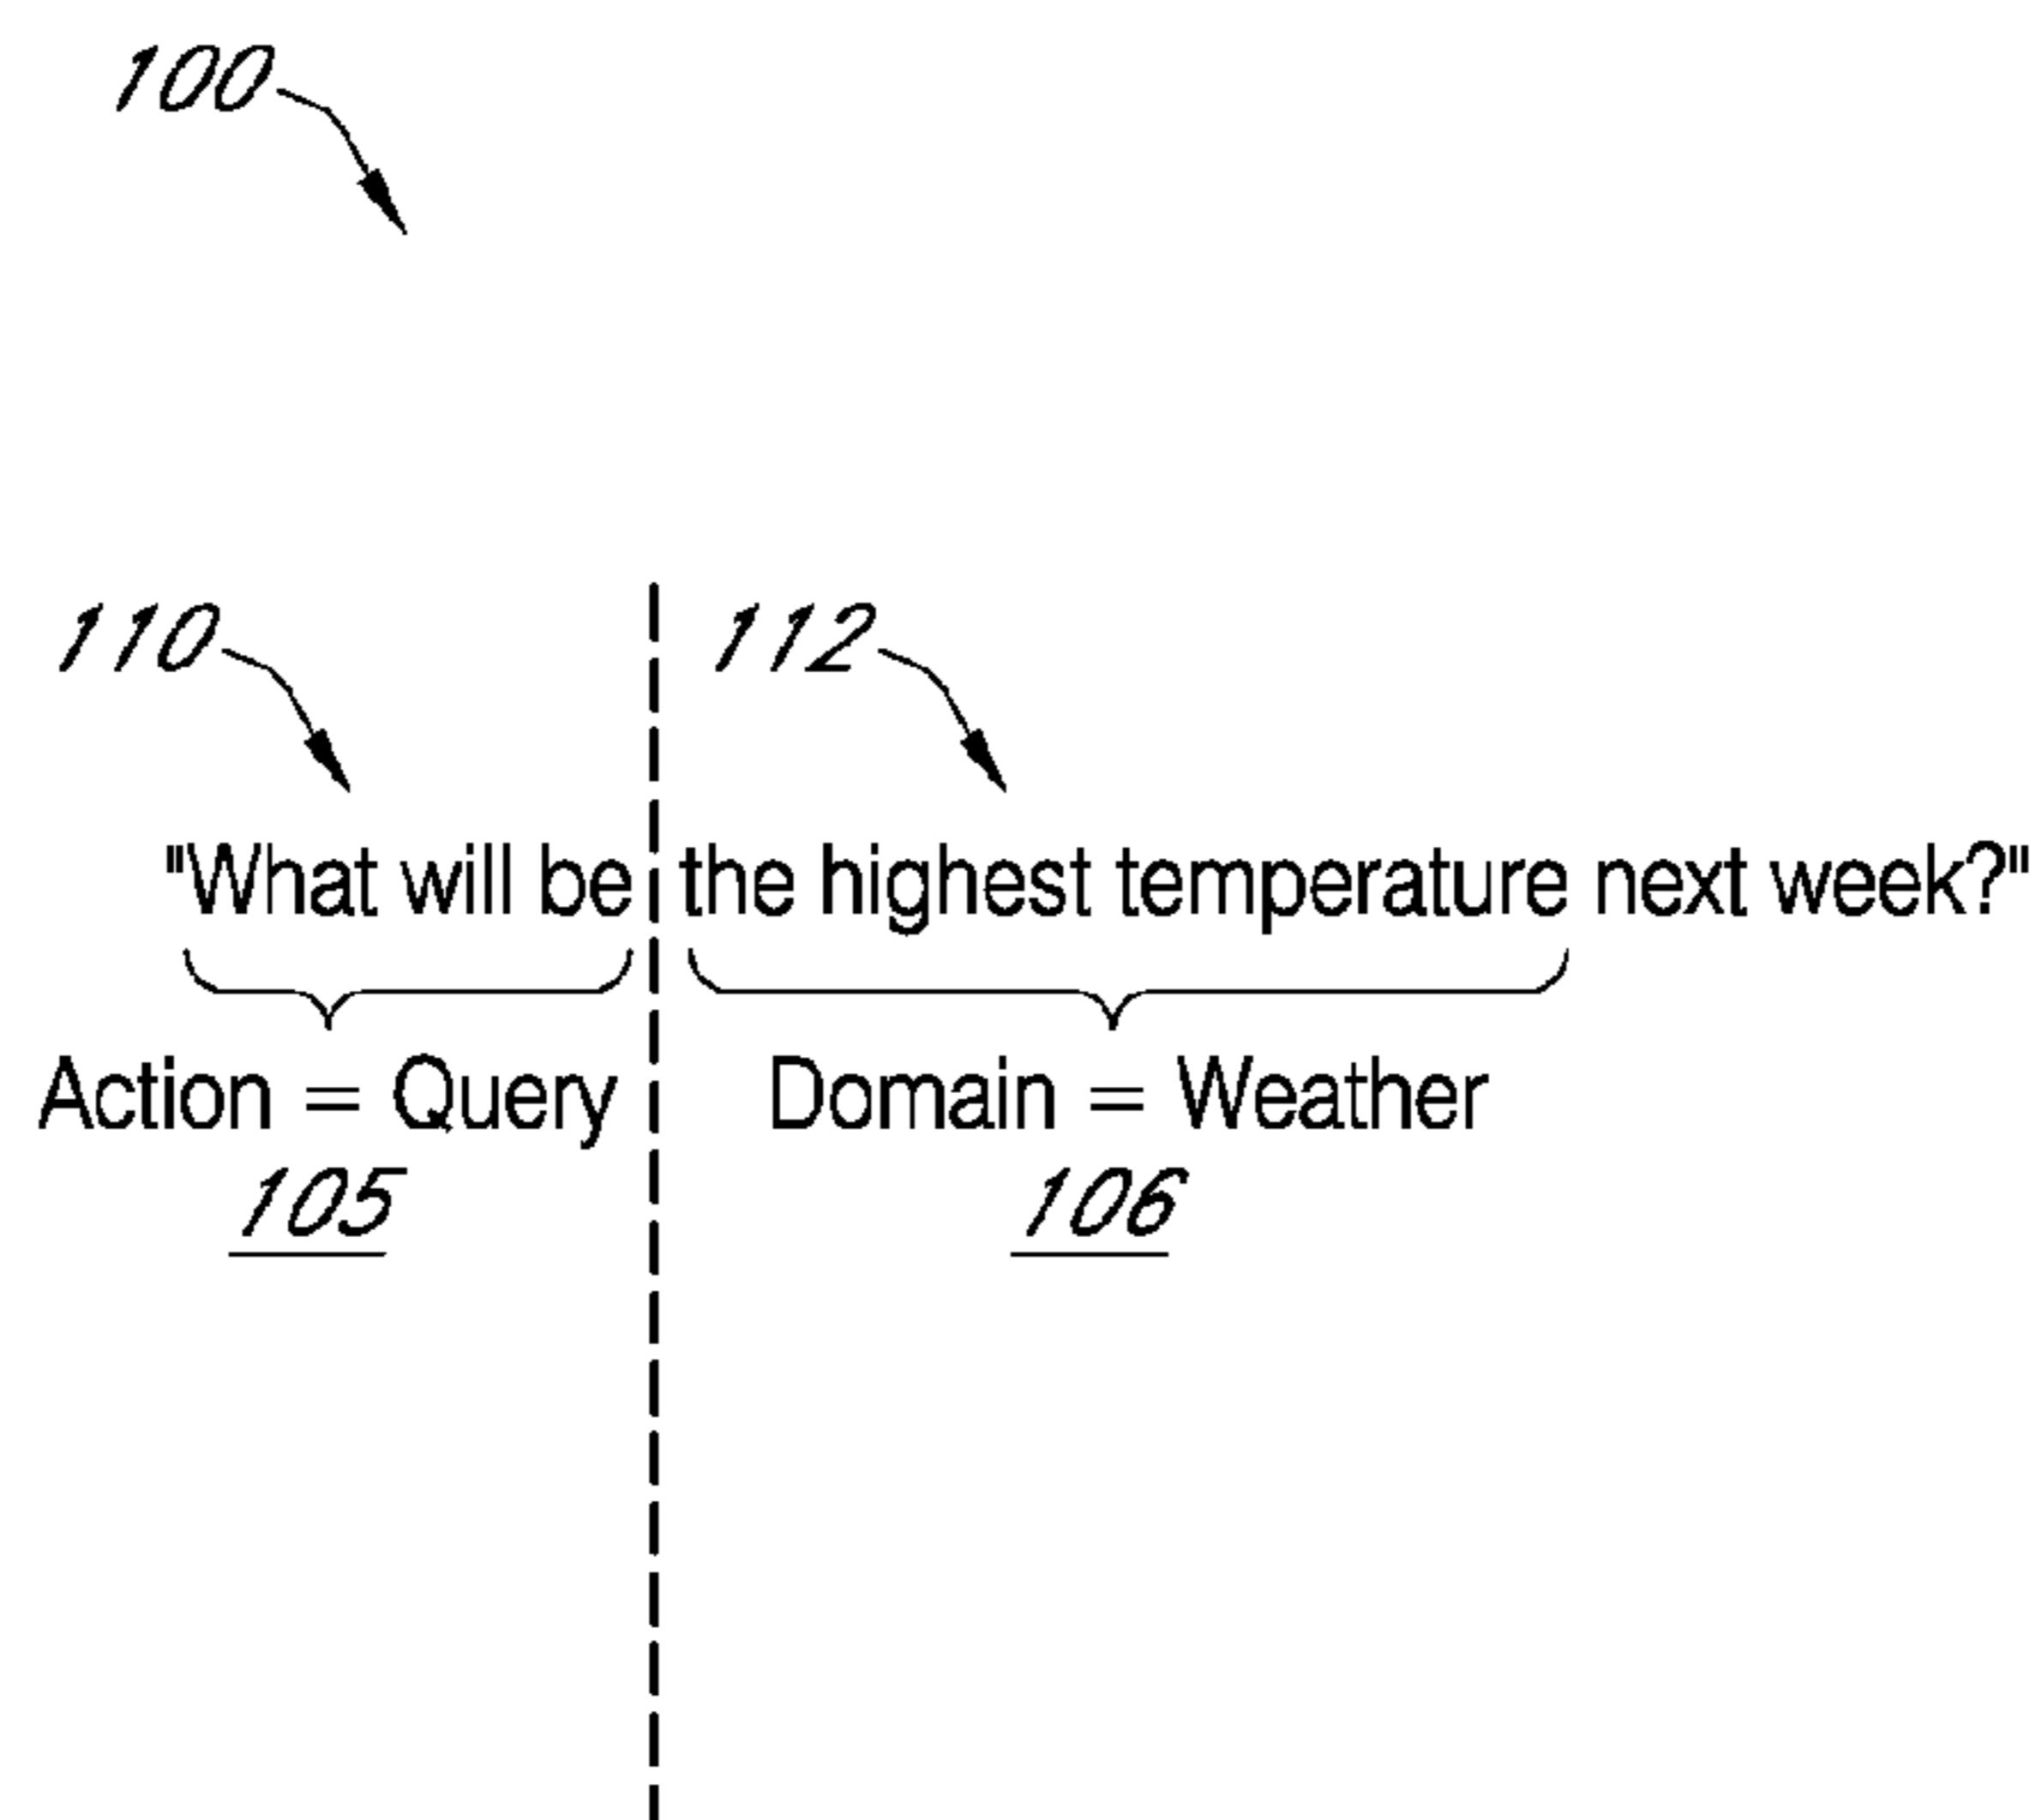 100
110 112
"What will be the highest temperature next week?"
Action = Query Domain = Weather
105 106